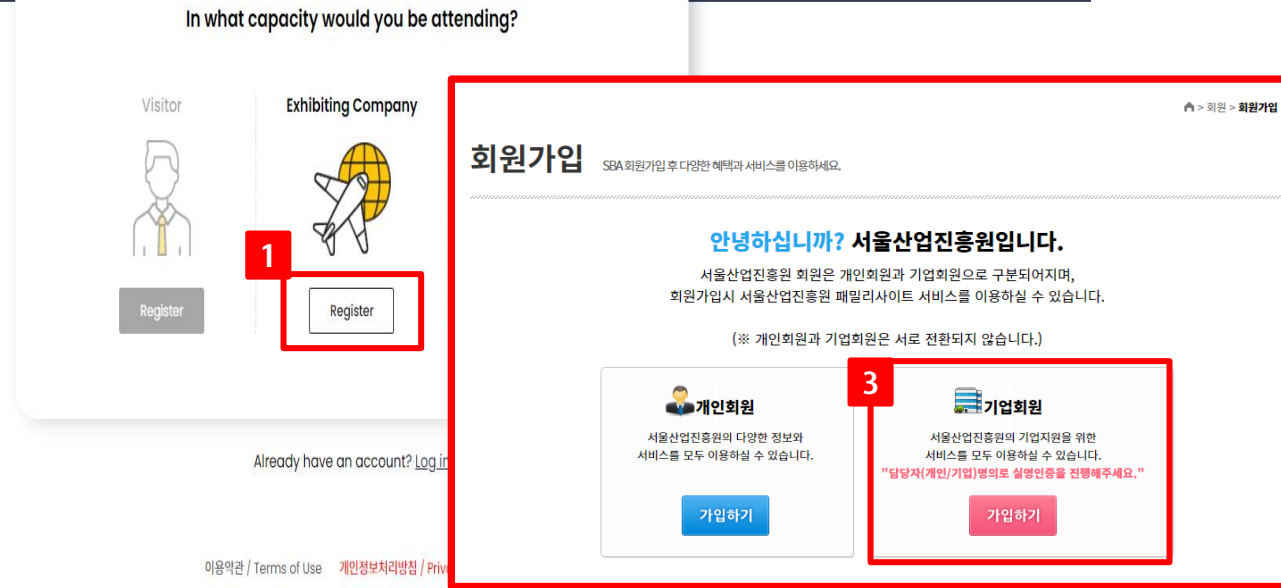 In what capacity would you be attending?
Visitor
Exhibiting Company
1
Register
Register
Already have an account? Log in
이용약관 / Terms of Use 개인정보처리방침 /
> 회원 > 회원가입
회원가입
SBA 회원가입 후 다양한 혜택과 서비스를 이용하세요.
안녕하십니까? 서울산업진흥원입니다.
서울산업진흥원 회원은 개인회원과 기업회원으로 구분되어지며,
회원가입시 서울산업진흥원 패밀리사이트 서비스를 이용하실 수 있습니다.
(※ 개인회원과 기업회원은 서로 전환되지 않습니다.)
개인회원
서울산업진흥원의 다양한 정보와
서비스를 모두 이용하실 수 있습니다.
가입하기
3
기업회원
서울산업진흥원의 기업지원을 위한
서비스를 모두 이용하실 수 있습니다.
"담당자(개인/기업)명의로 실명인증을 진행해주세요."
가입하기